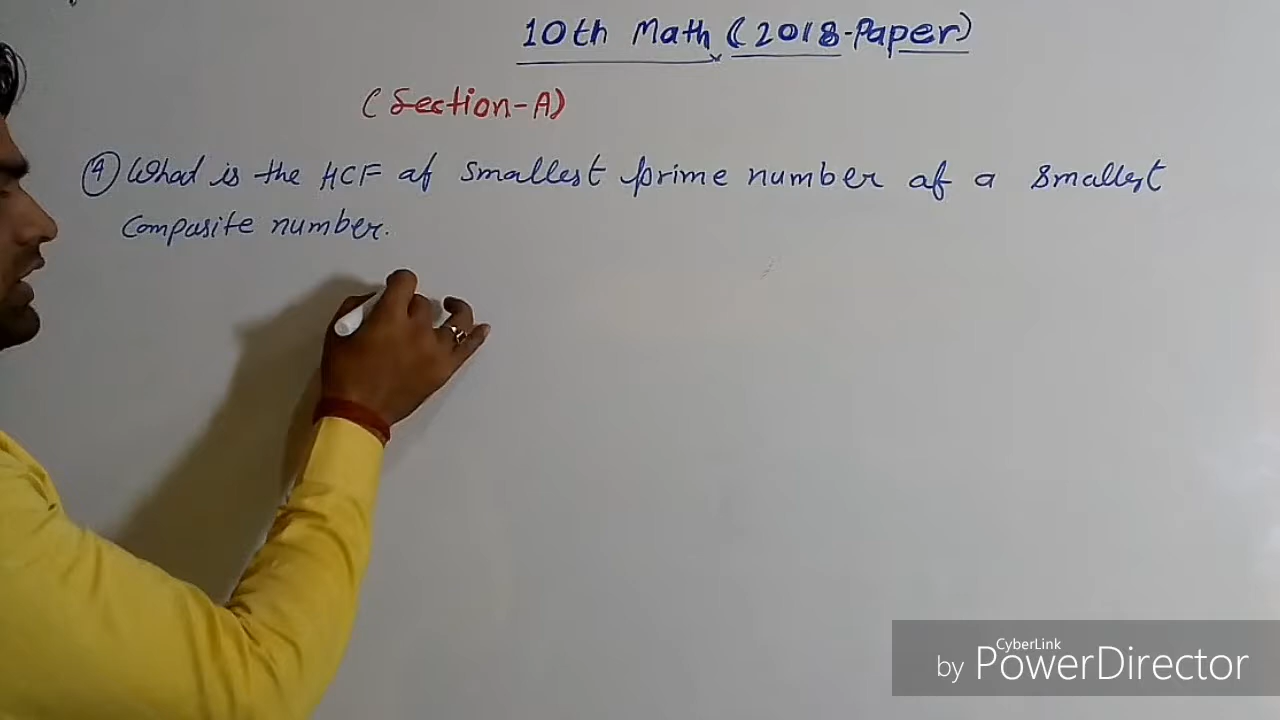 10th Math (2018-Paper)
(Section-A)
④ What is the HCF of smallest prime number of a smallest
Composite number.
CyberLink
by PowerDirector